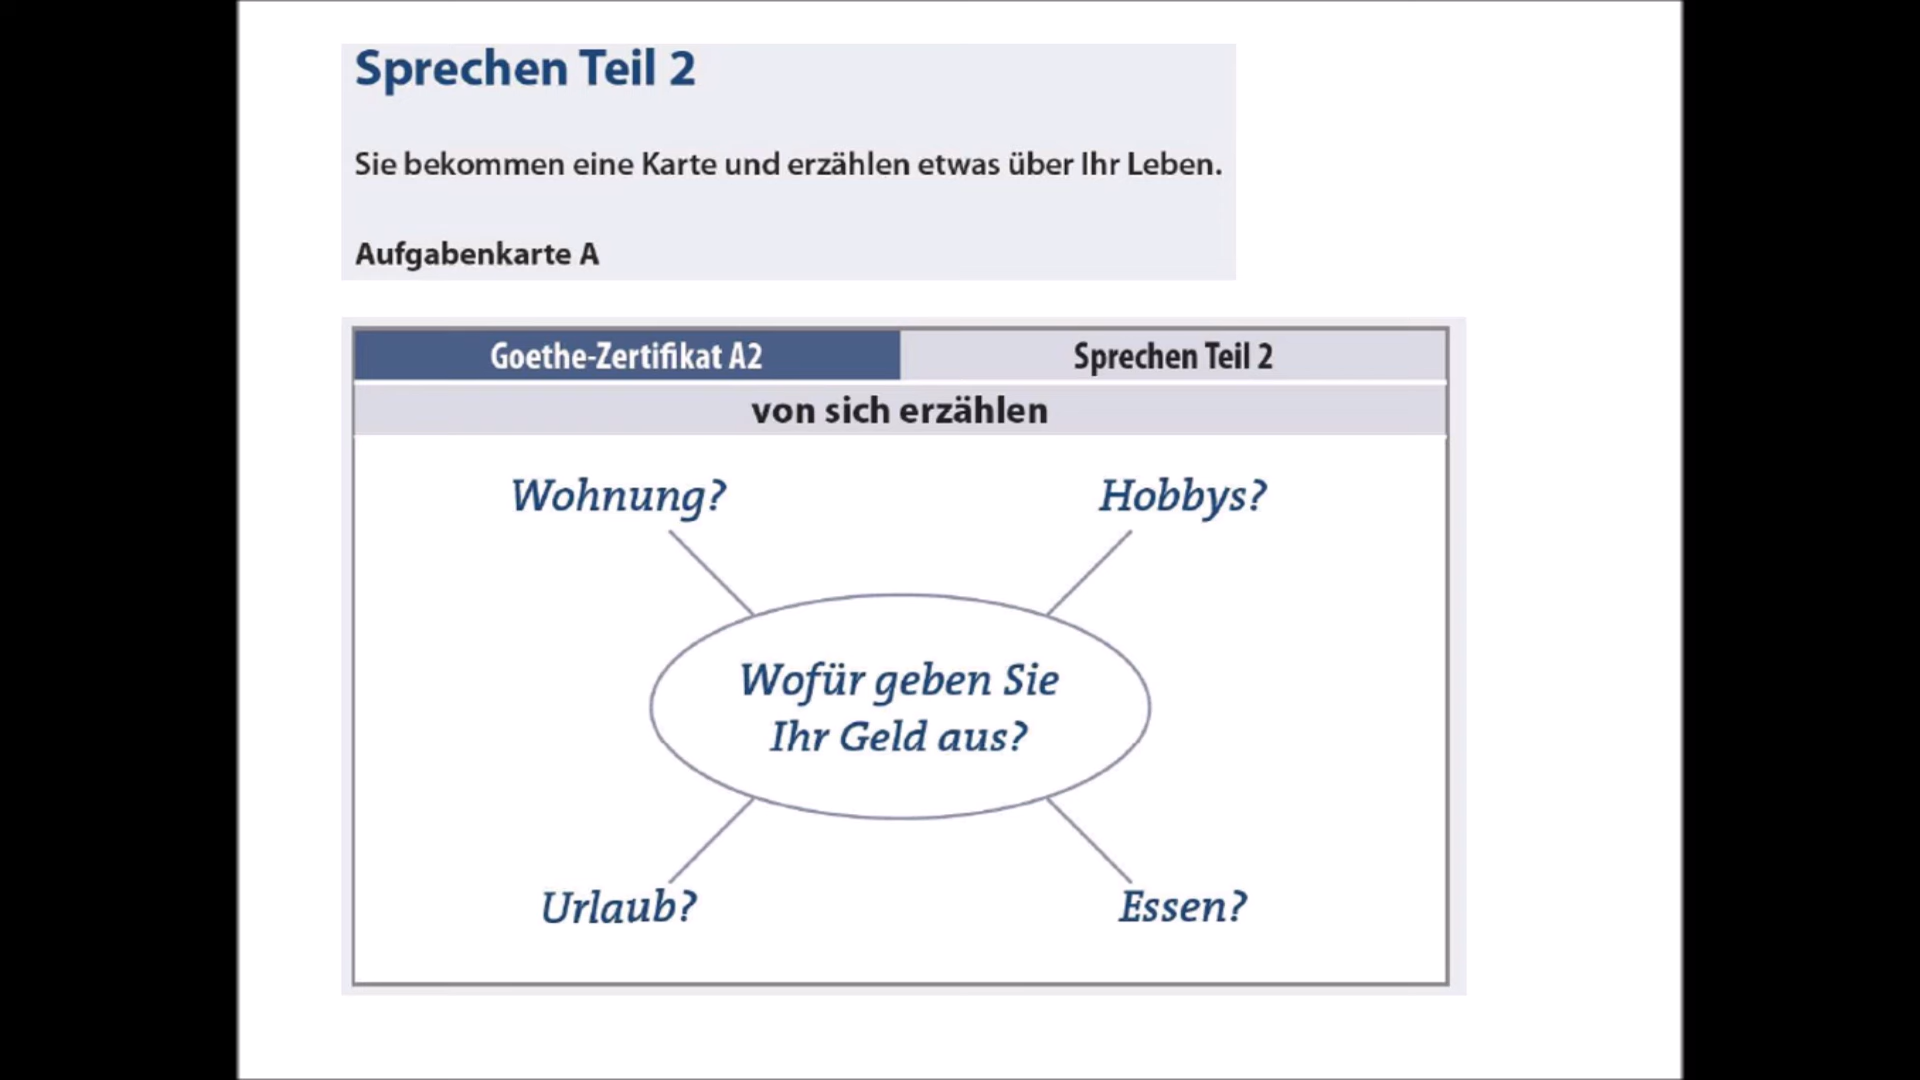 Sprechen Teil 2
Sie bekommen eine Karte und erzählen etwas über Ihr Leben.
Aufgabenkarte A
Goethe-Zertifikat A2
Sprechen Teil 2
von sich erzählen
Wohnung?
Hobbys?
Wofür geben Sie
Ihr Geld aus?
Urlaub?
Essen?